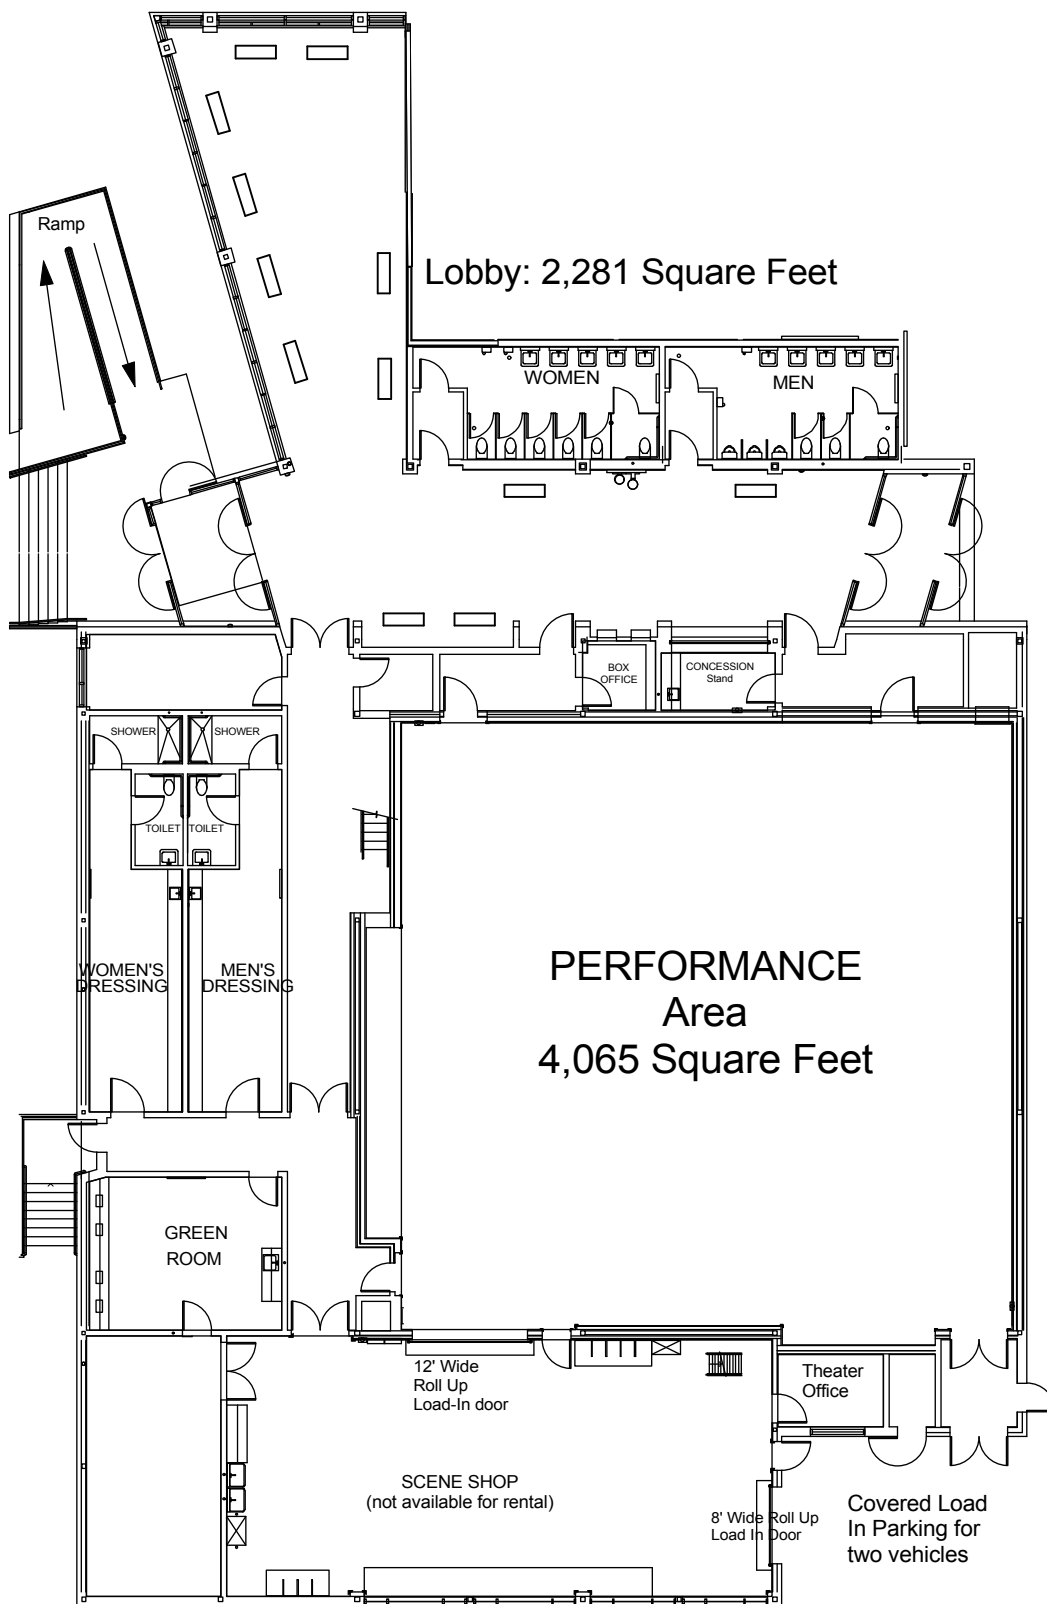 Ramp
Lobby: 2,281 Square Feet
WOMEN
MEN
BOX
OFFICE
CONCESSION
Stand
SHOWER
SHOWER
TOILET
TOILET
WOMEN'S
DRESSING
MEN'S
DRESSING
PERFORMANCE
Area
4,065 Square Feet
GREEN
ROOM
12' Wide
Roll Up
Load-In door
Theater
Office
SCENE SHOP
(not available for rental)
8' Wide Roll Up
Load In Door
Covered Load
In Parking for
two vehicles